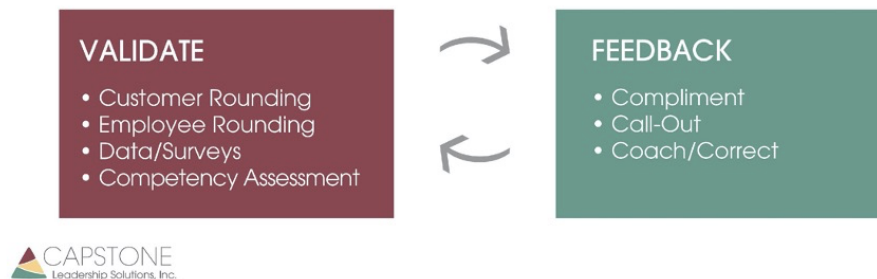 VALIDATE
• Customer Rounding
• Employee Rounding
• Data/Surveys
• Competency Assessment
FEEDBACK
• Compliment
• Call-Out
• Coach/Correct
CAPSTONE
Leadership Solutions, Inc.